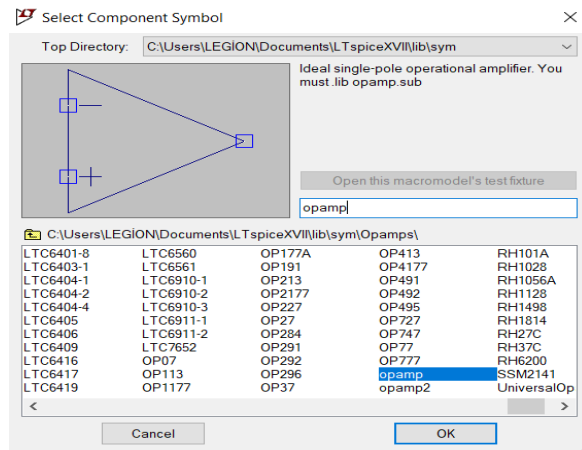 Select Component Symbol
Top Directory: C:\Users\LEGİON\Documents\LTspiceXVII\lib\sym
Ideal single-pole operational amplifier. You
must .lib opamp.sub
Open this macromodel's test fixture
opamp
C:\Users\LEGİON\Documents\LTspiceXVII\lib\sym\Opamps\
LTC6401-8 LTC6560 OP177A OP413 RH101A
LTC6403-1 LTC6561 OP191 OP4177 RH1028
LTC6404-1 LTC6910-1 OP213 OP491 RH1056A
LTC6404-2 LTC6910-2 OP2177 OP492 RH1128
LTC6404-4 LTC6910-3 OP227 OP495 RH1498
LTC6405 LTC6911-1 OP27 OP727 RH1814
LTC6406 LTC6911-2 OP284 OP747 RH27C
LTC6409 LTC7652 OP291 OP77 RH37C
LTC6416 OP07 OP292 OP777 RH6200
LTC6417 OP113 OP296 opamp SSM2141
LTC6419 OP1177 OP37 opamp2 UniversalOp
Cancel OK